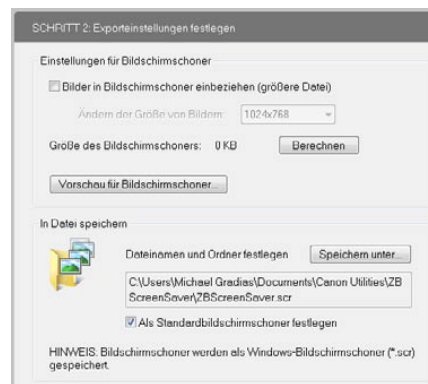 SCHRITT 2: Exporteinstellungen festlegen
Einstellungen für Bildschirmschoner
Bilder in Bildschirmschoner einbeziehen (größere Datei)
Ändern der Größe von Bildern: 1024x768
Größe des Bildschirmschoners: 0 KB Berechnen
Vorschau für Bildschirmschoner...
In Datei speichern
Dateinamen und Ordner festlegen Speichern unter...
C:\Users\Michael Gradias\Documents\Canon Utilities\ZB
ScreenSaver\ZBScreenSaver.scr
Als Standardbildschirmschoner festlegen
HINWEIS: Bildschirmschoner werden als Windows-Bildschirmschoner (*.scr)
gespeichert.